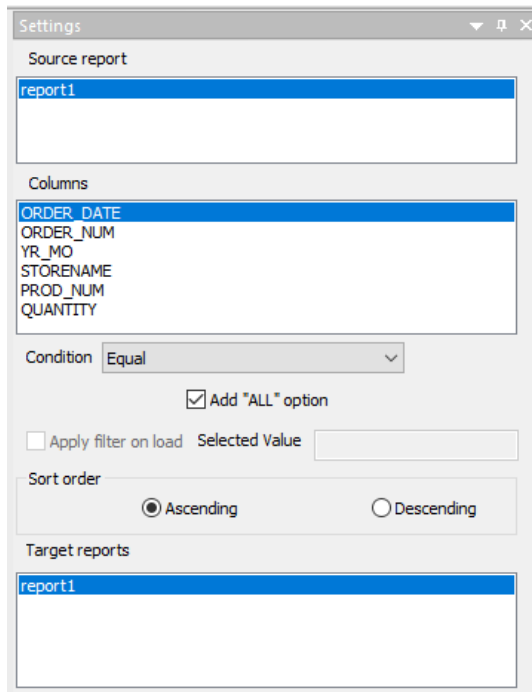 Settings
Source report
report1
Columns
ORDER_DATE
ORDER_NUM
YR_MO
STORENAME
PROD_NUM
QUANTITY
Condition Equal
Add "ALL" option
Apply filter on load Selected Value
Sort order
Ascending Descending
Target reports
report1